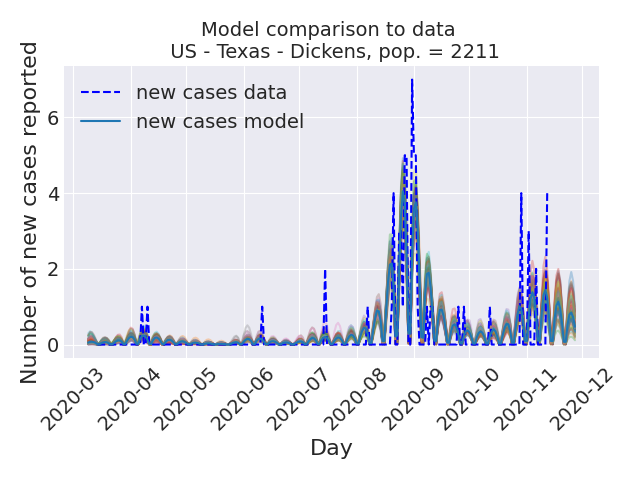 Model comparison to data
US - Texas - Dickens, pop. = 2211
Number of new cases reported
new cases data
new cases model
6
4
2
0
2020-03
2020-04
2020-05
2020-06
2020-07
2020-08
2020-09
2020-10
2020-11
2020-12
Day